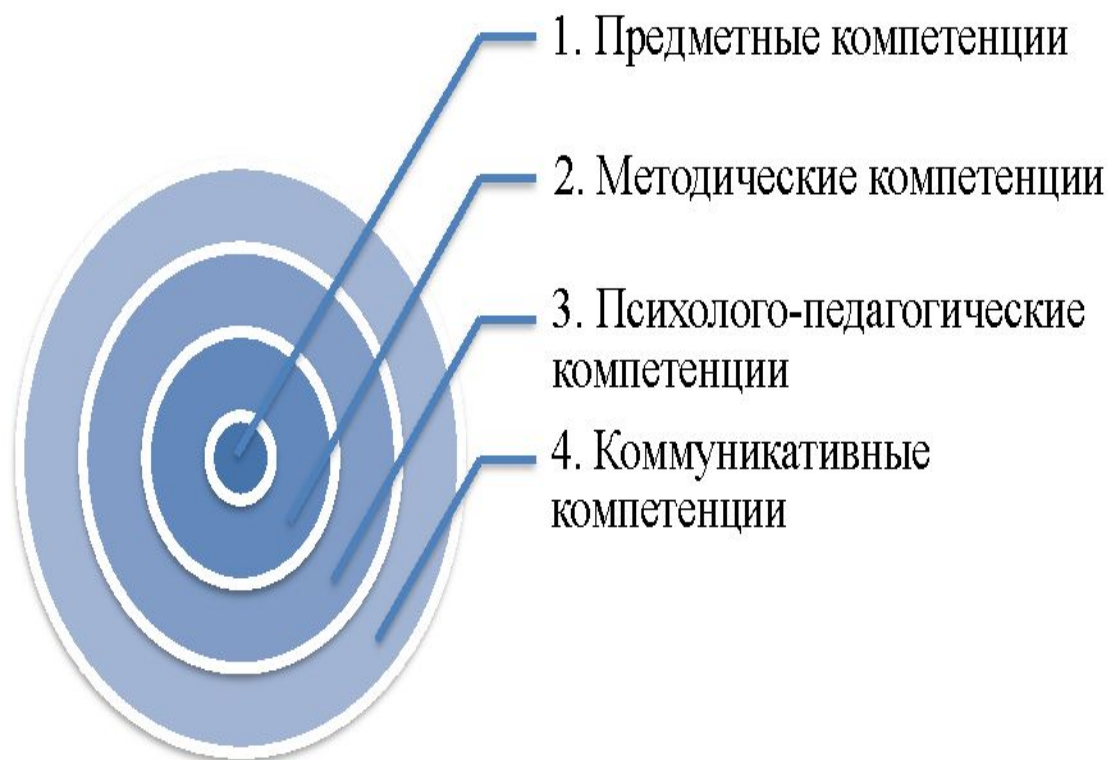 1. Предметные компетенции
2. Методические компетенции
3. Психолого-педагогические
компетенции
4. Коммуникативные
компетенции